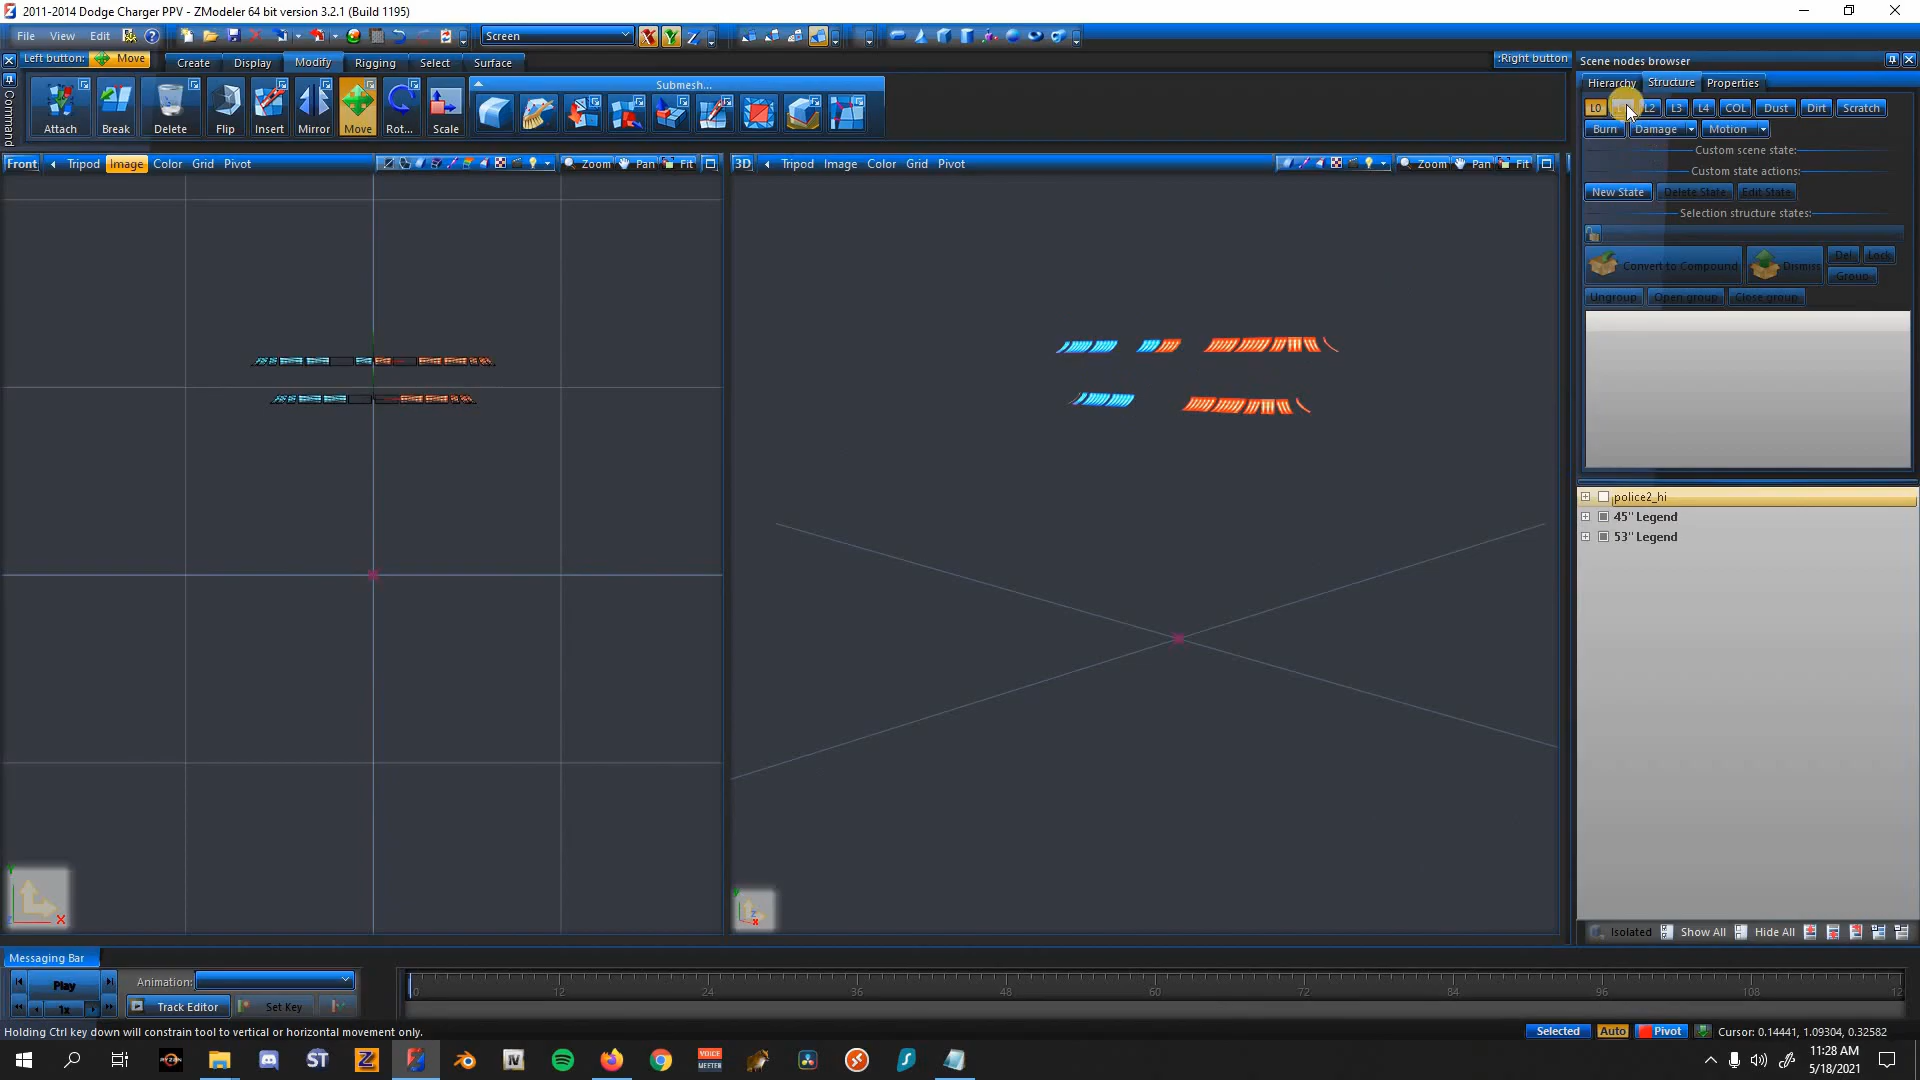 2011-2014 Dodge Charger PPV - ZModeler 64 bit version 3.2.1 (Build 1195)
File View Edit Screen
Left button: Move Create Display Modify Rigging Select Surface :Right button Scene nodes browser
Command
Attach Break Delete Flip Insert Mirror Move Rot... Scale
Submesh...
Hierarchy Structure Properties
L0 L2 L3 L4 COL Dust Dirt Scratch
Burn Damage Motion
Custom scene state:
Custom state actions:
New State Delete State Edit State
Selection structure states:
Convert to Compound Dismiss Del Lock
Group
Ungroup Open group Close group
Front Tripod Image Color Grid Pivot Zoom Pan Fit
3D Tripod Image Color Grid Pivot Zoom Pan Fit
police2_hi
45" Legend
53" Legend
Isolated Show All Hide All
Messaging Bar
Play Animation:
1x Track Editor Set Key
0 12 24 36 48 60 72 84 96 108 12
Holding Ctrl key down will constrain tool to vertical or horizontal movement only.
Selected Auto Pivot Cursor: 0.14441, 1.09304, 0.32582
RYZEN ST IV VOICE MEETER
11:28 AM
5/18/2021